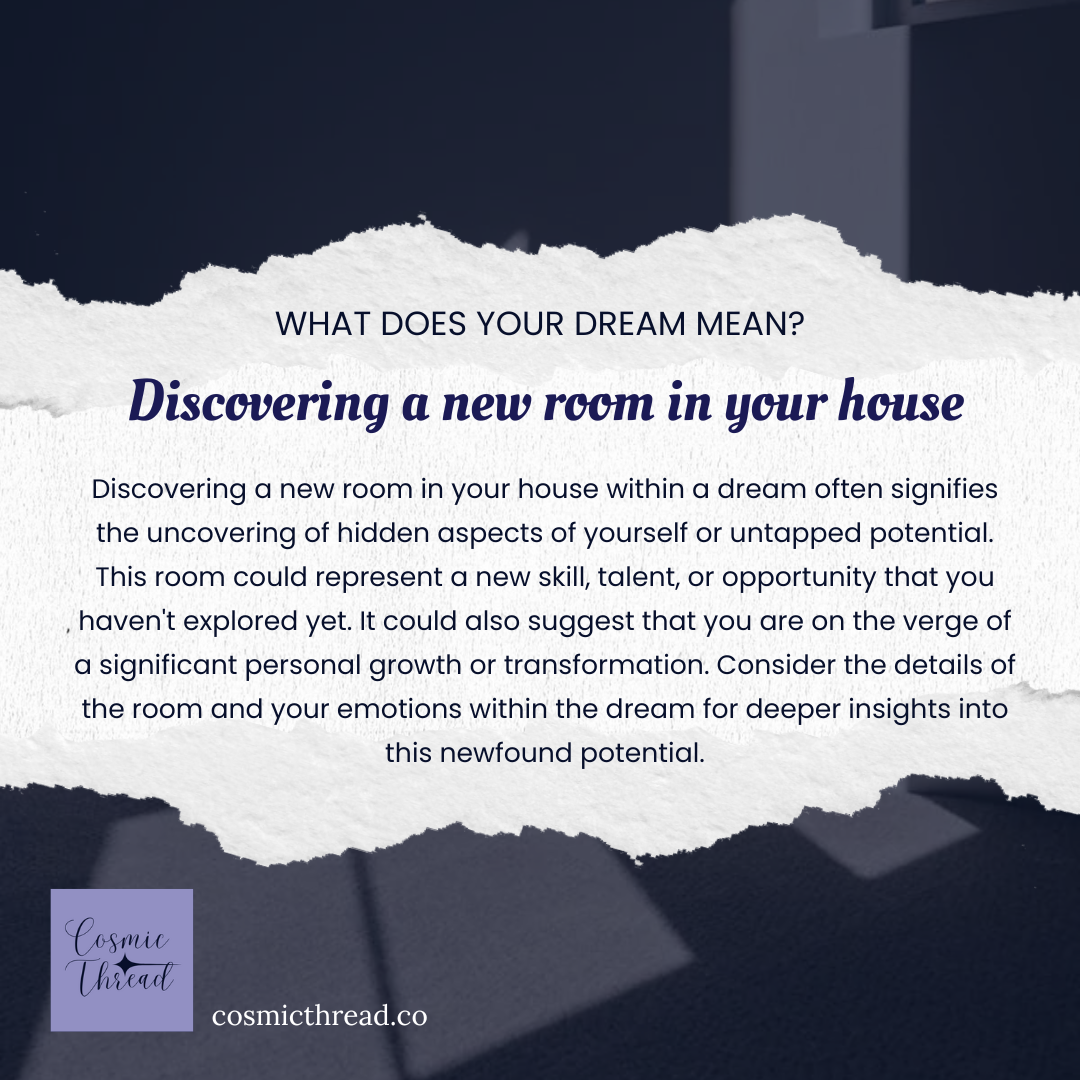 WHAT DOES YOUR DREAM MEAN?
Discovering a new room in your house
Discovering a new room in your house within a dream often signifies
the uncovering of hidden aspects of yourself or untapped potential.
This room could represent a new skill, talent, or opportunity that you
haven't explored yet. It could also suggest that you are on the verge of
a significant personal growth or transformation. Consider the details of
the room and your emotions within the dream for deeper insights into
this newfound potential.
Cosmic
Thread
cosmicthread.co